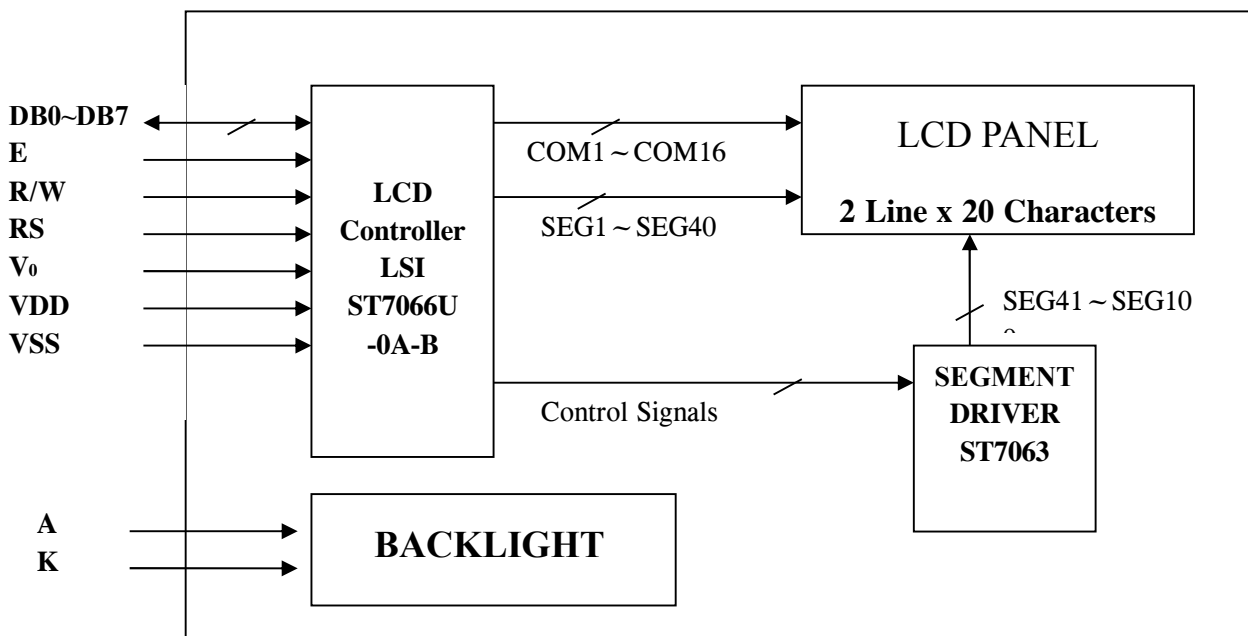 DB0~DB7
E
R/W
RS
V0
VDD
VSS
LCD
Controller
LSI
ST7066U
-0A-B
COM1~COM16
SEG1~SEG40
Control Signals
LCD PANEL
2 Line x 20 Characters
SEG41~SEG10
SEGMENT
DRIVER
ST7063
A
K
BACKLIGHT